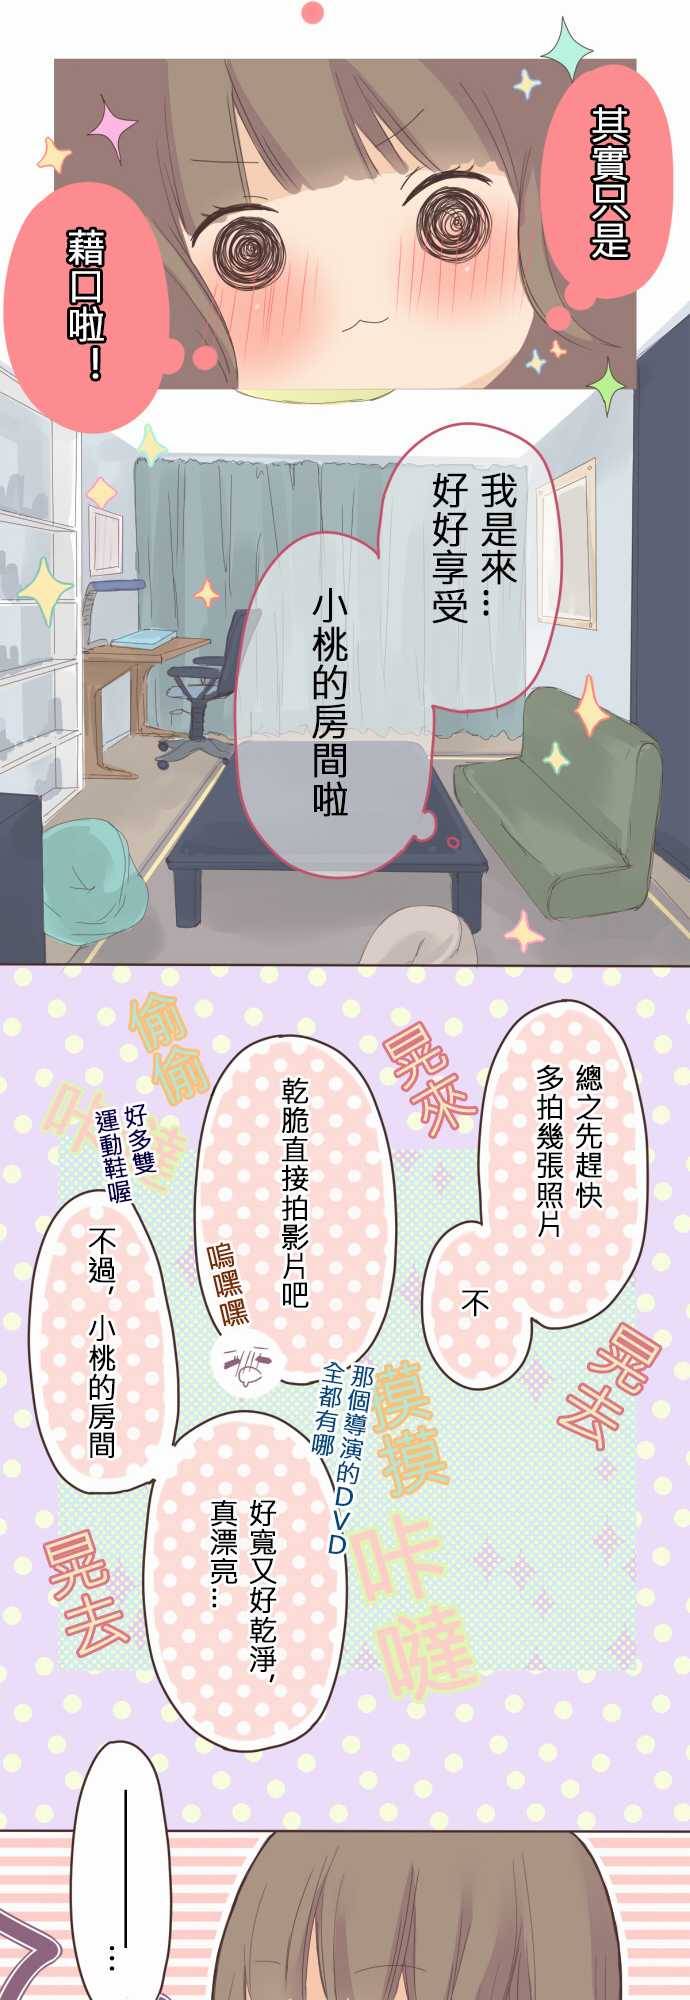 其實只是
藉口啦！
我是來…
好好享受
小桃的房間啦
總之先趕快
多拍幾張照片
不
晃來
偷偷
咔噠
乾脆直接拍影片吧
好多雙
運動鞋喔
嗚嘿嘿
不過，小桃的房間
晃去
摸摸
那個導演的DVD
全都有哪
好寬又好乾淨，
真漂亮…
咔噠
晃去
——…